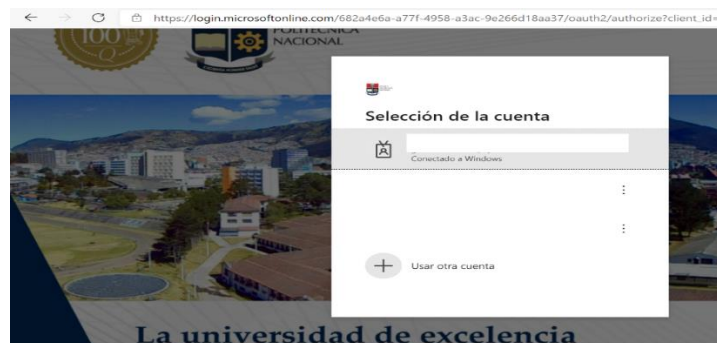 https://login.microsoftonline.com/682a4e6a-a77f-4958-a3ac-9e266d18aa37/oauth2/authorize?client_id=
100
POLITÉCNICA
NACIONAL
Selección de la cuenta
Conectado a Windows
Usar otra cuenta
La universidad de excelencia